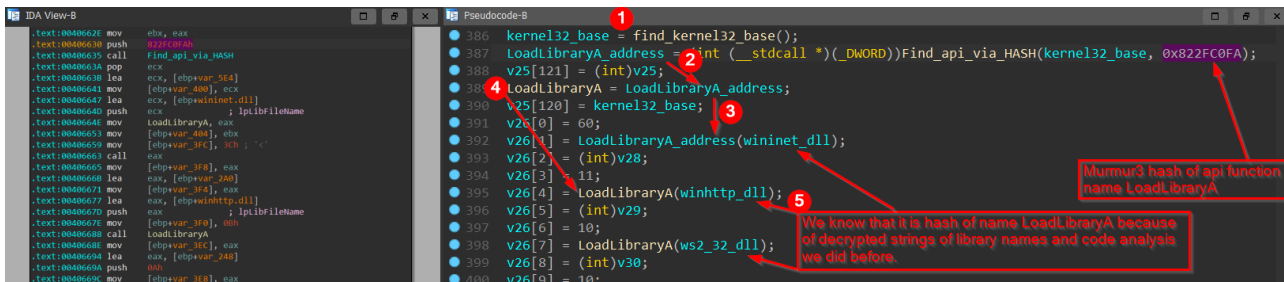 IDA View-B
.text:0040662E mov ebx, eax
.text:00406630 push 822FC0FAh
.text:00406635 call Find_api_via_HASH
.text:0040663A pop ecx
.text:0040663B lea ecx, [ebp+var_5E4]
.text:00406641 mov [ebp+var_400], ecx
.text:00406647 lea ecx, [ebp+wininet.dll]
.text:0040664D push ecx ; lpLibFileName
.text:0040664E mov LoadLibraryA, eax
.text:00406653 mov [ebp+var_404], ebx
.text:00406659 mov [ebp+var_3FC], 3Ch ; '<'
.text:00406663 call eax
.text:00406665 mov [ebp+var_3F8], eax
.text:0040666B lea eax, [ebp+var_2A0]
.text:00406671 mov [ebp+var_3F4], eax
.text:00406677 lea eax, [ebp+winhttp.dll]
.text:0040667D push eax ; lpLibFileName
.text:0040667E mov [ebp+var_3F0], 0Bh
.text:00406688 call LoadLibraryA
.text:0040668E mov [ebp+var_3EC], eax
.text:00406694 lea eax, [ebp+var_248]
.text:0040669A push 0Ah
.text:0040669C mov [ebp+var_3E8], eax
Pseudocode-B
386 kernel32_base = find_kernel32_base();
387 LoadLibraryA_address = (int (__stdcall *)(_DWORD))Find_api_via_HASH(kernel32_base, 0x822FC0FA);
388 v25[121] = (int)v25;
389 LoadLibraryA = LoadLibraryA_address;
390 v25[120] = kernel32_base;
391 v26[0] = 60;
392 v26[1] = LoadLibraryA_address(wininet_dll);
393 v26[2] = (int)v28;
394 v26[3] = 11;
395 v26[4] = LoadLibraryA(winhttp_dll);
396 v26[5] = (int)v29;
397 v26[6] = 10;
398 v26[7] = LoadLibraryA(ws2_32_dll);
399 v26[8] = (int)v30;
400 v26[9] = 10;
1
2
3
4
5
Murmur3 hash of api function
name LoadLibraryA
We know that it is hash of name LoadLibraryA because
of decrypted strings of library names and code analysis
we did before.